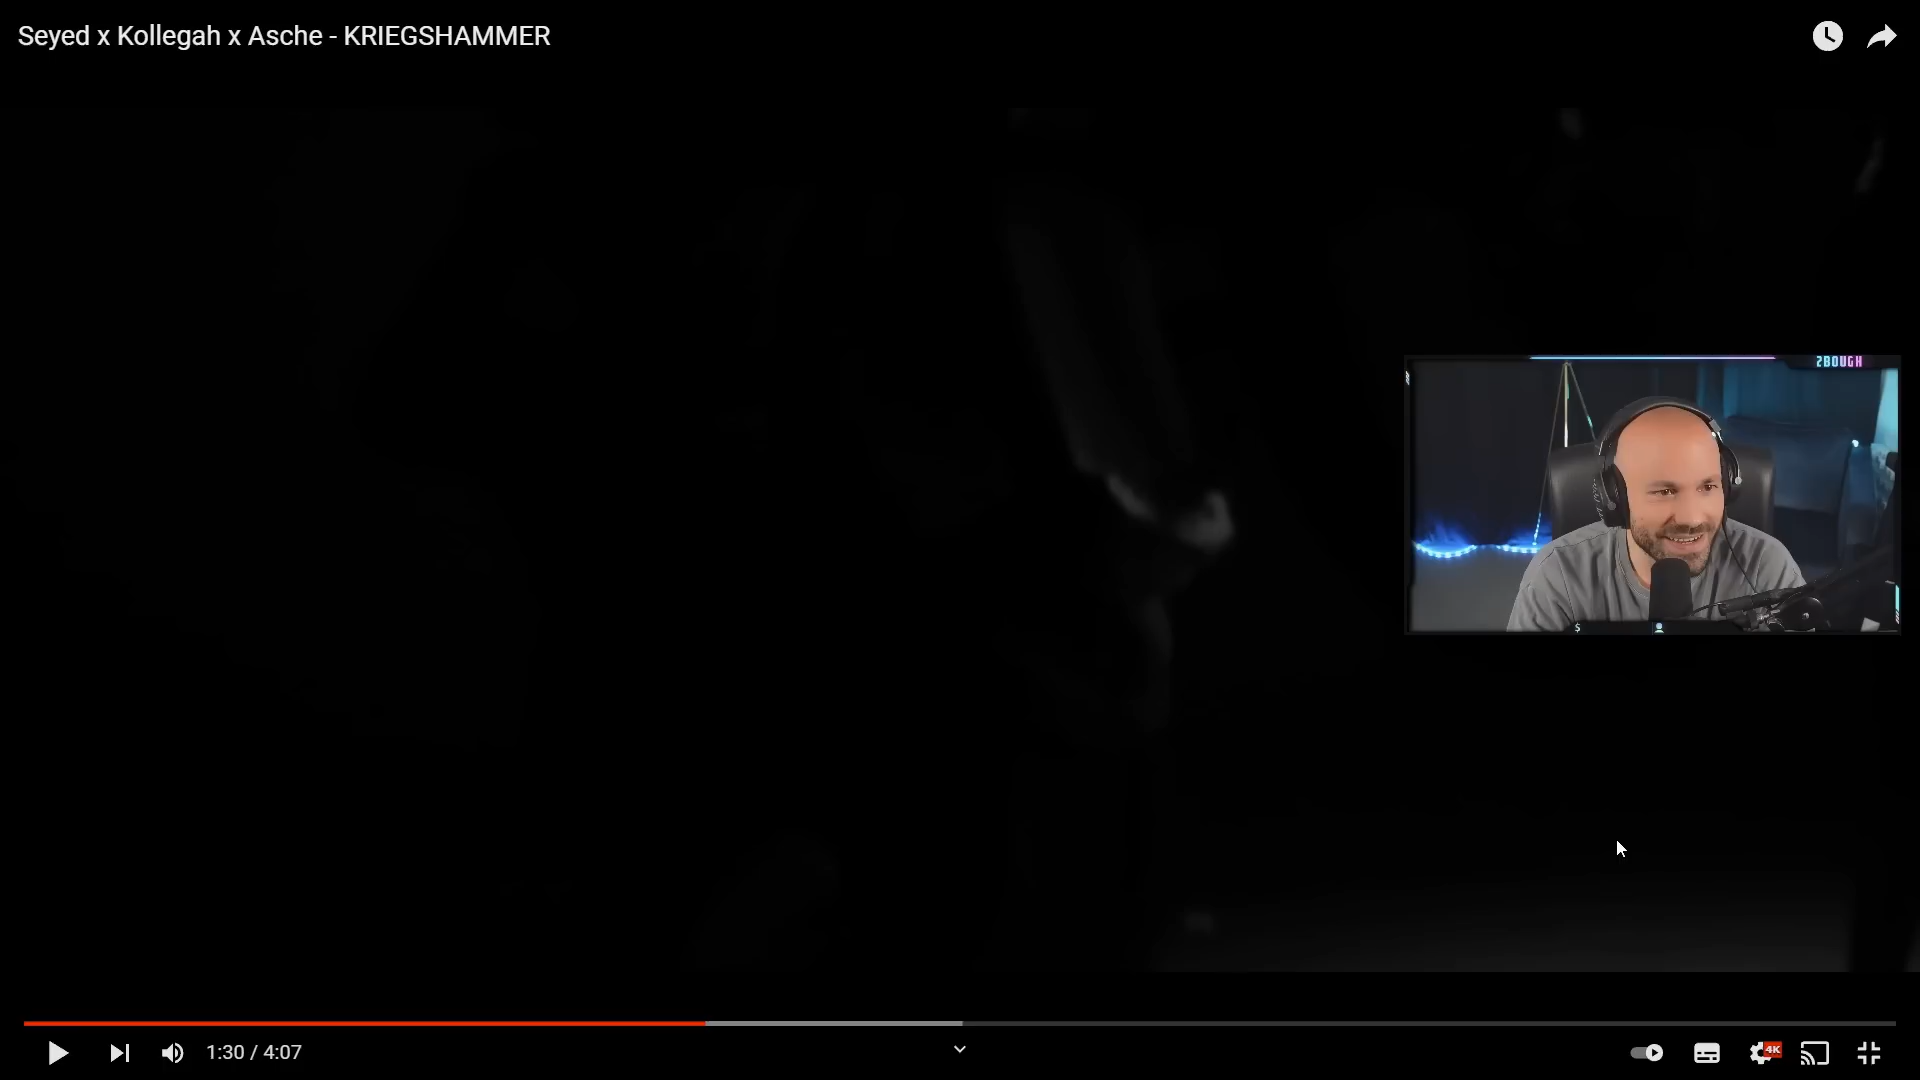 Seyed x Kollegah x Asche - KRIEGSHAMMER
2BOUGH
$
1:30 / 4:07
4K